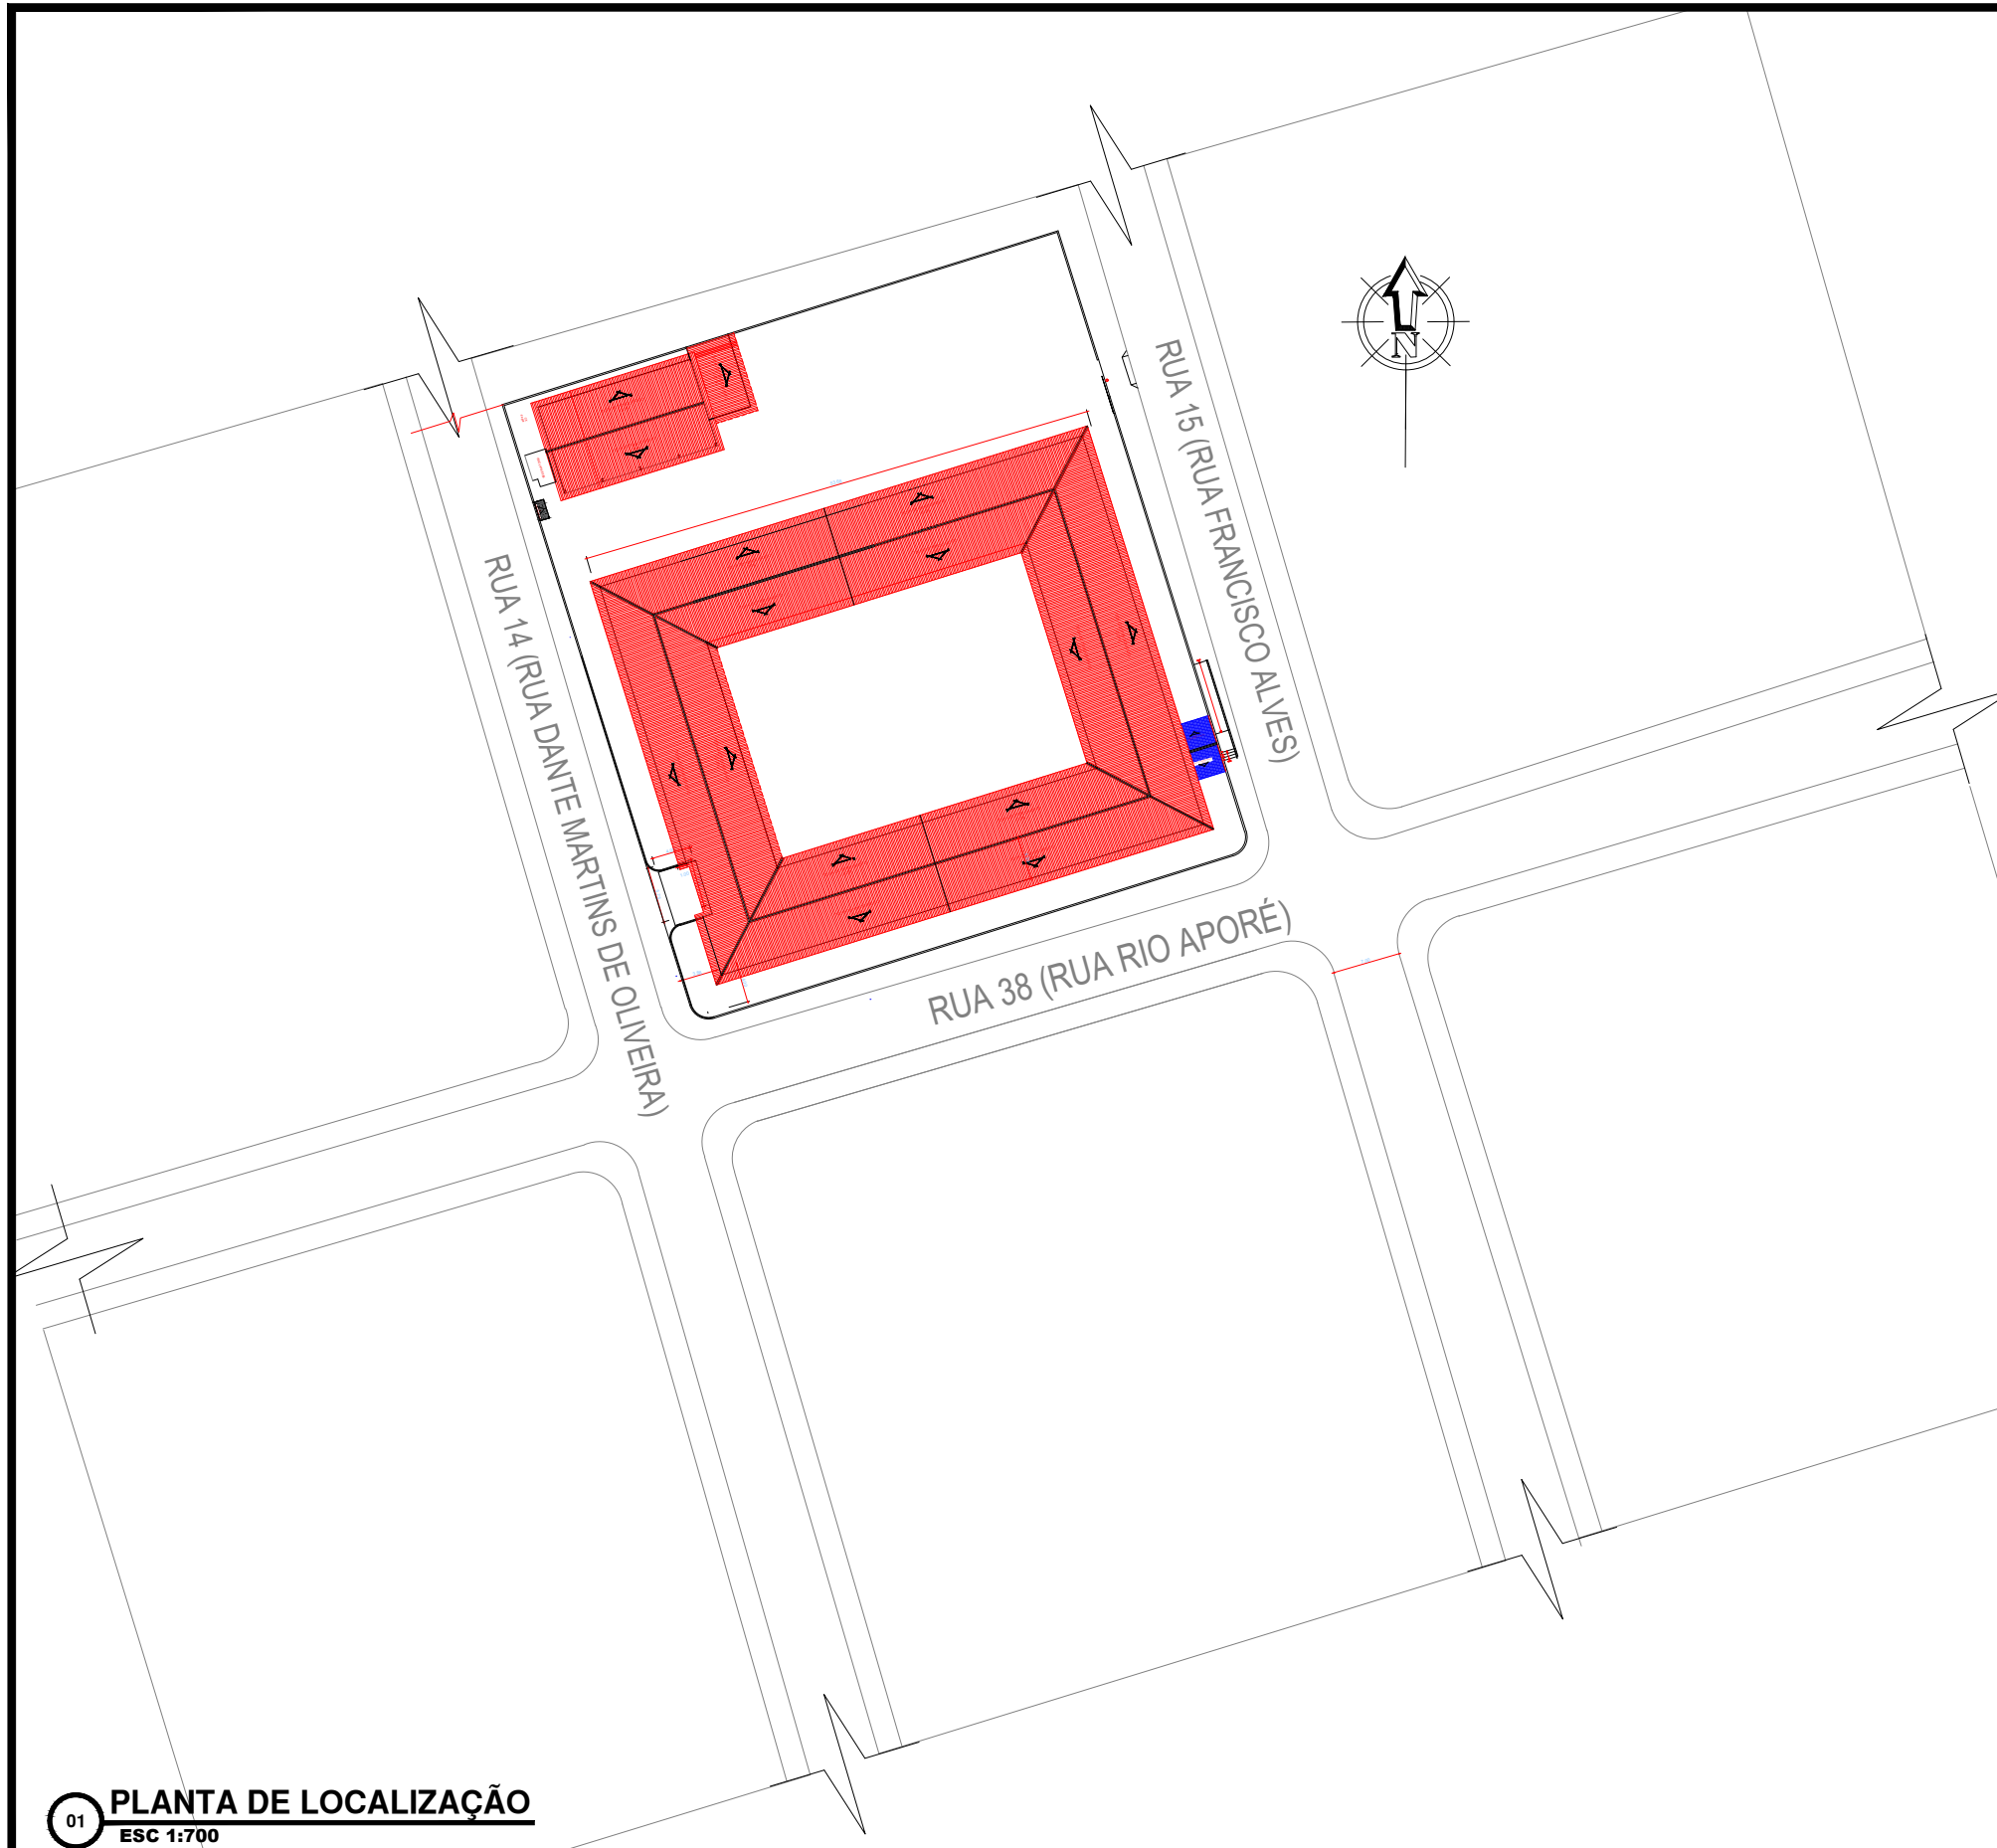 N
RUA 15 (RUA FRANCISCO ALVES)
RUA 14 (RUA DANTE MARTINS DE OLIVEIRA)
RUA 38 (RUA RIO APORÉ)
01
PLANTA DE LOCALIZAÇÃO
ESC 1:700